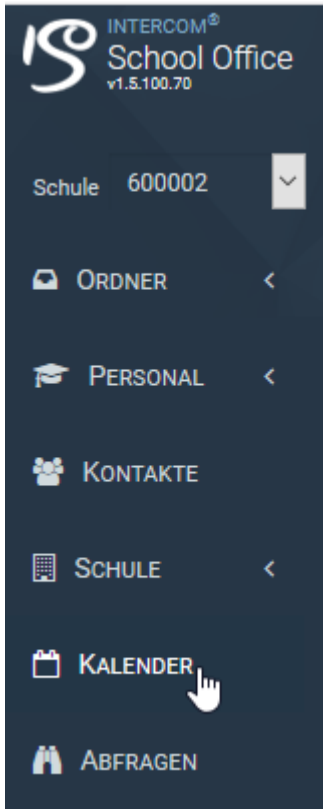 INTERCOM®
School Office
v1.5.100.70
Schule 600002
ORDNER
PERSONAL
KONTAKTE
SCHULE
KALENDER
ABFRAGEN